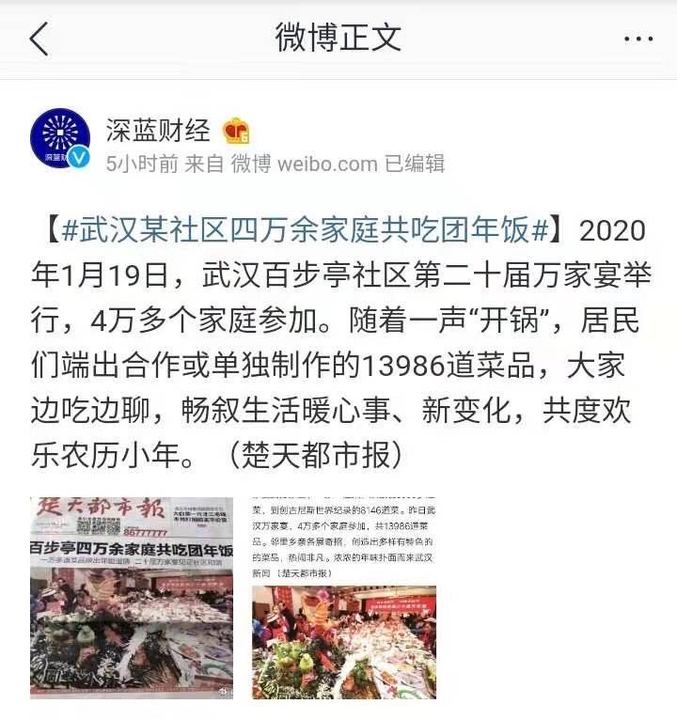 微博正文
深蓝财经
5小时前 来自 微博 weibo.com 已编辑
【#武汉某社区四万余家庭共吃团年饭#】2020
年1月19日，武汉百步亭社区第二十届万家宴举
行，4万多个家庭参加。随着一声“开锅”，居民
们端出合作或单独制作的13986道菜品，大家
边吃边聊，畅叙生活暖心事、新变化，共度欢
乐农历小年。（楚天都市报）
楚天都市报
86777777
百步亭四万余家庭共吃团年饭
菜、到创吉尼斯世界纪录的8146道菜。昨日武
汉万家宴，4万多个家庭参加，共13986道菜
品。邻里乡亲各展奇招，创造出多样有特色的
的菜品，热闹非凡。浓浓的年味扑面而来武汉
新闻（楚天都市报）